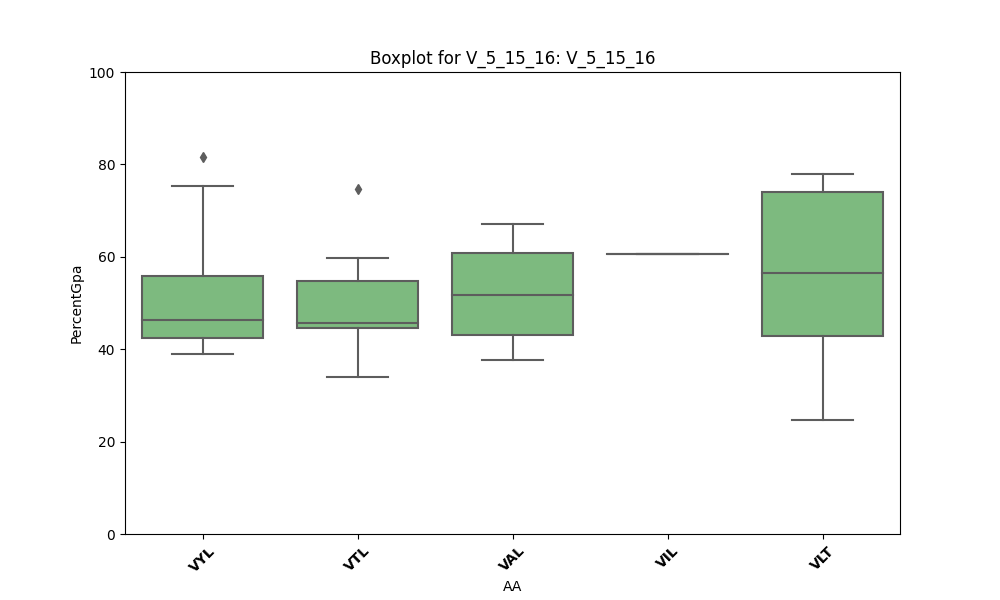 Boxplot for V_5_15_16: V_5_15_16
100
80
60
40
20
0
PercentGpa
VYL
VTL
VAL
VIL
VLT
AA